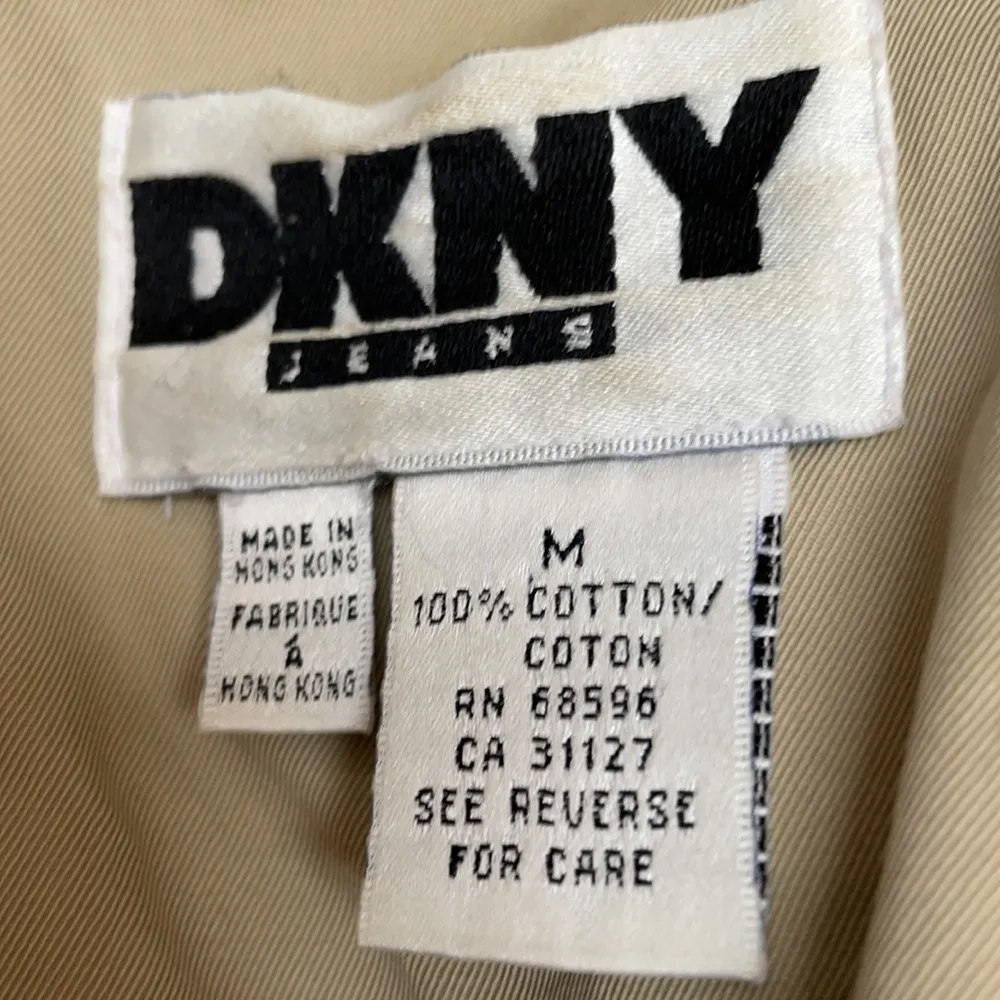 DKNY
JEANS
MADE IN
HONG KONG
FABRIQUE
À
HONG KONG
M
100% COTTON/
COTON
RN 68596
CA 31127
SEE REVERSE
FOR CARE